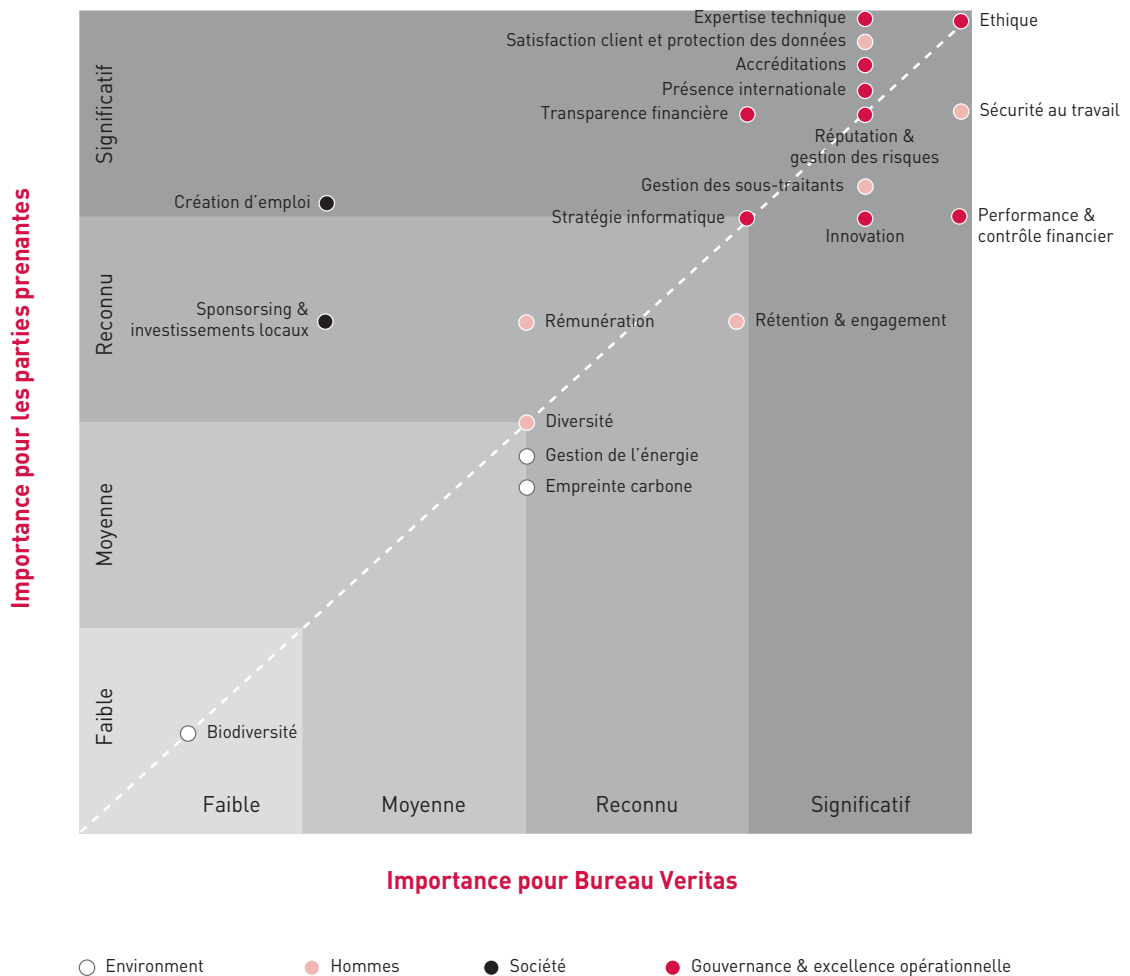 Expertise technique
Ethique
Satisfaction client et protection des données
Accréditations
Présence internationale
Transparence financière
Sécurité au travail
Réputation &
gestion des risques
Significatif
Gestion des sous-traitants
Création d'emploi
Stratégie informatique
Innovation
Performance &
contrôle financier
Importance pour les parties prenantes
Reconnu
Sponsorsing &
investissements locaux
Rémunération
Rétention & engagement
Diversité
Gestion de l'énergie
Empreinte carbone
Moyenne
Faible
Biodiversité
Faible
Moyenne
Reconnu
Significatif
Importance pour Bureau Veritas
Environment
Hommes
Société
Gouvernance & excellence opérationnelle